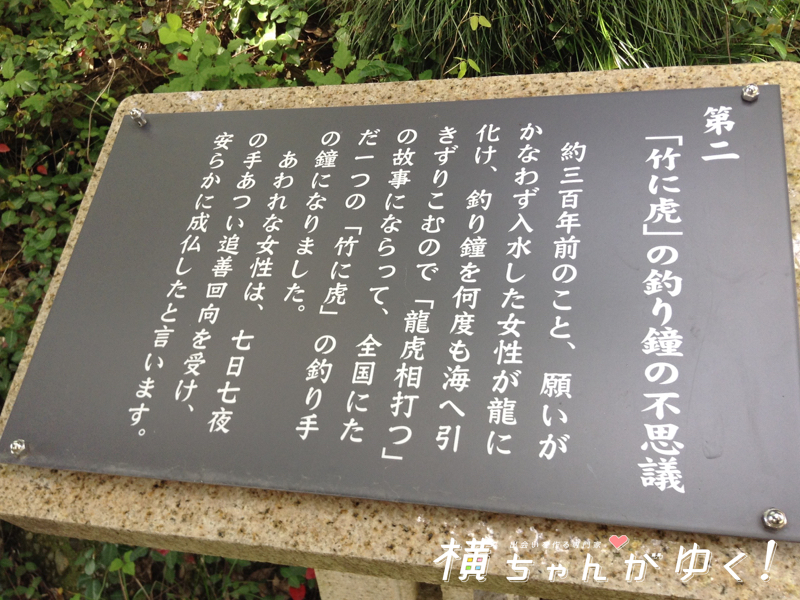 第二
「竹に虎」の釣り鐘の不思議
約三百年前のこと、願いが
かなわず入水した女性が龍に
化け、釣り鐘を何度も海へ引
きずりこむので「龍虎相打つ」
の故事にならって、全国にた
だ一つの「竹に虎」の釣り手
の鐘になりました。
あわれな女性は、七日七夜
の手あつい追善回向を受け、
安らかに成仏したと言います。
横ちゃんがゆく!